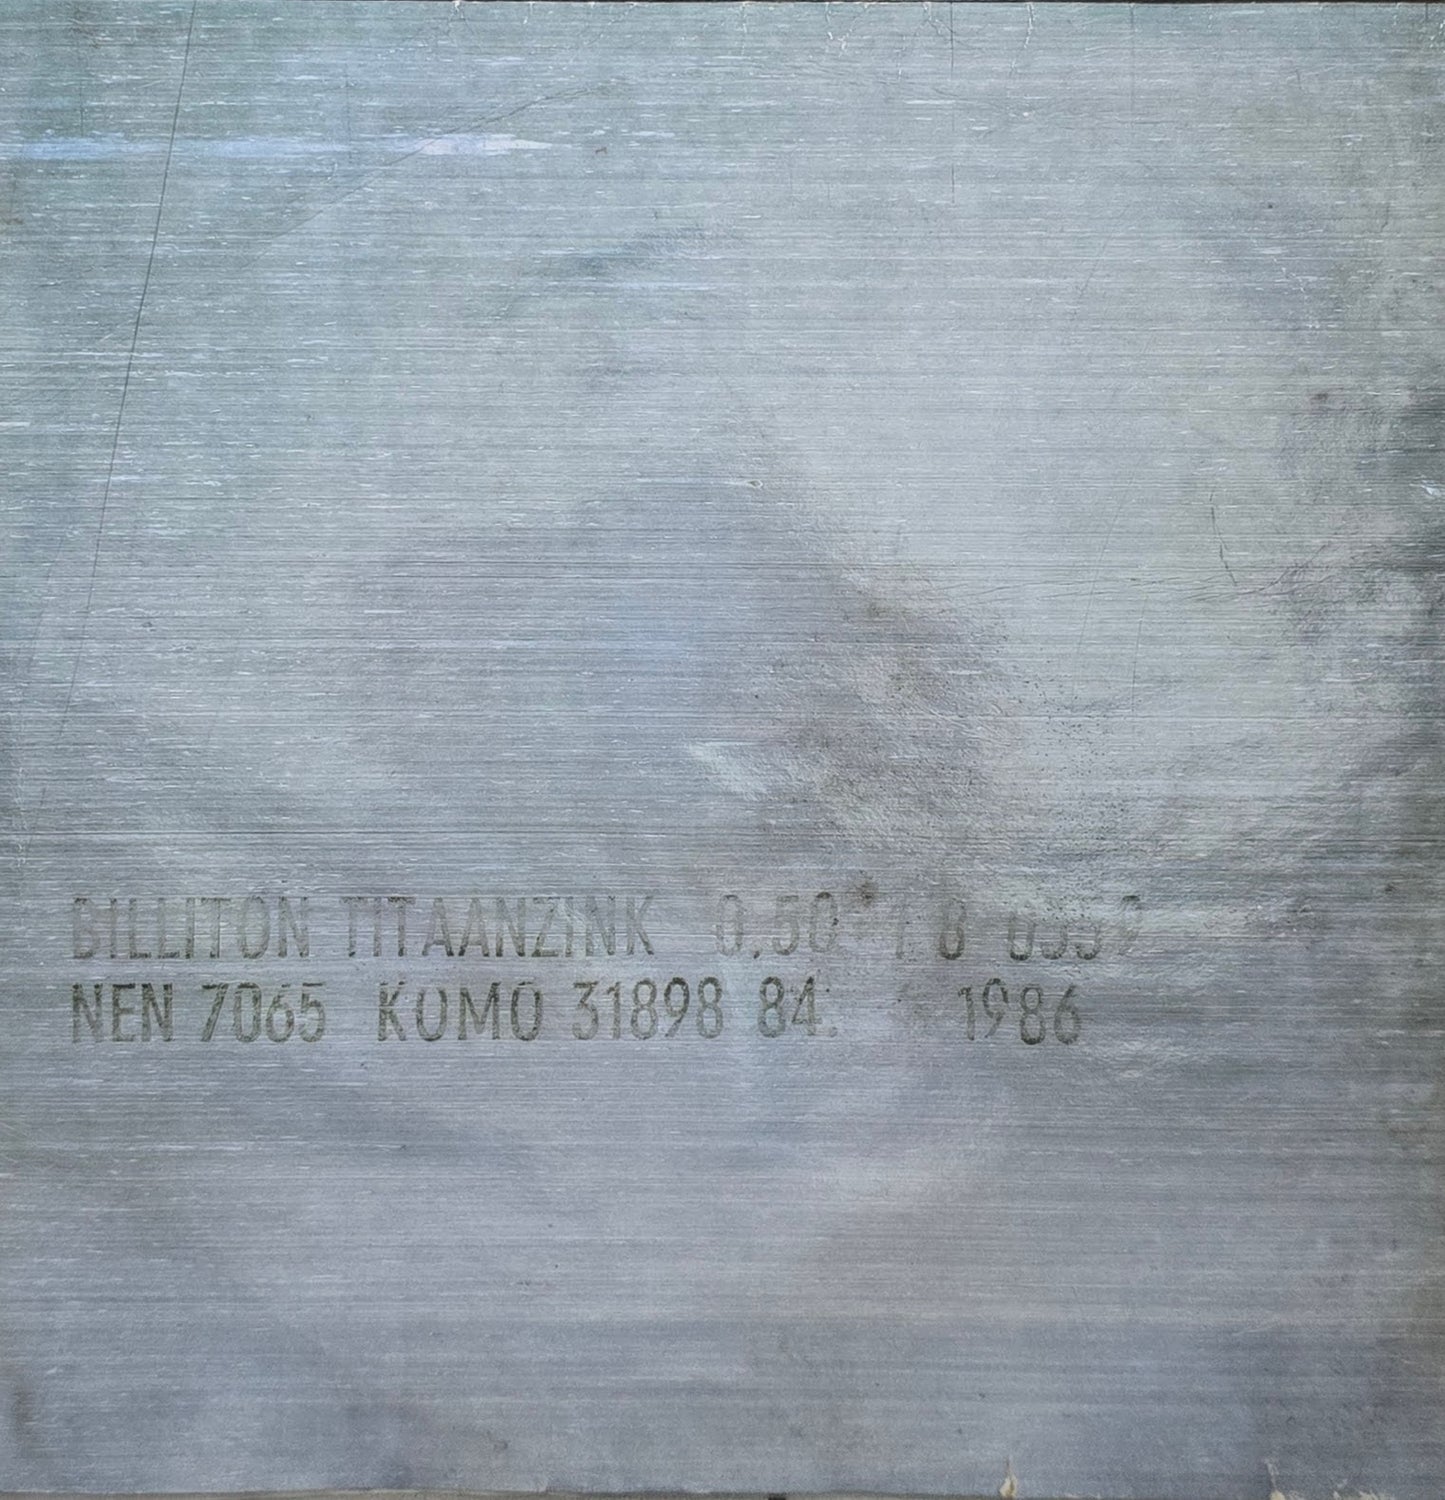 BILLITON TITAANZINK 0.50 B
NEN 7065 KOMO 31898 84. 1986